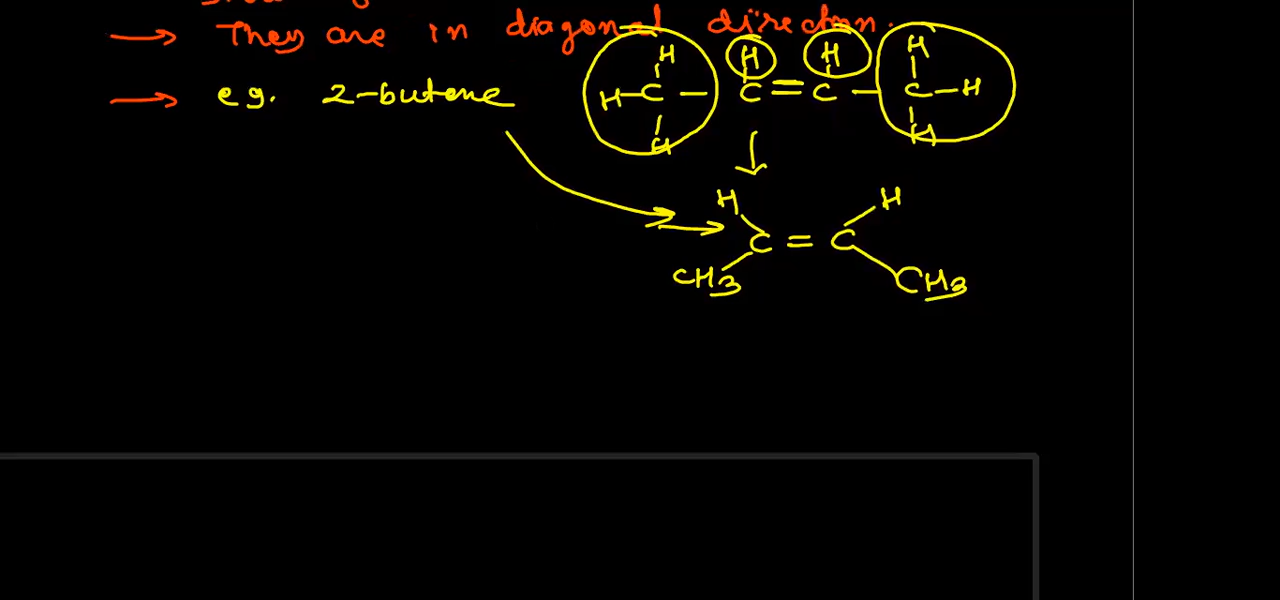 → They are in diagonal direction.
→ e.g. 2-butene
H H H H
H-C-C=C-C-H
H H
↓
H H
C=C
CH3 CH3